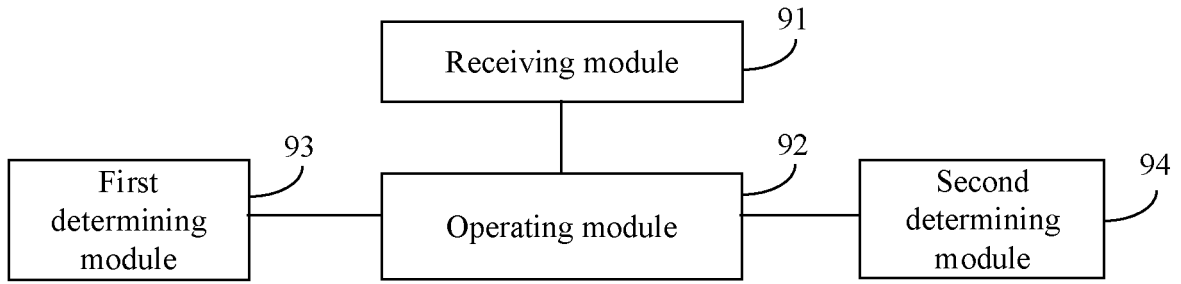 91
Receiving module
93
First
determining
module
92
Operating module
94
Second
determining
module